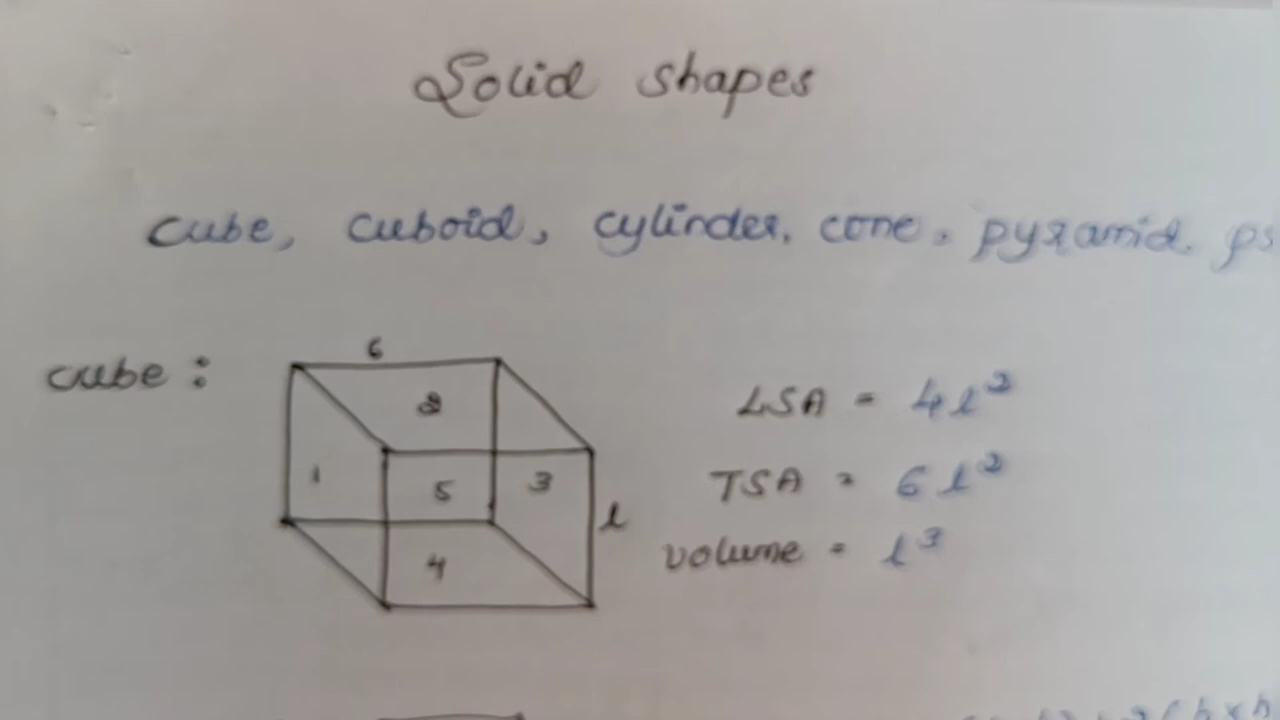 Solid shapes
cube, cuboid, cylinder, cone, pyramid,
cube :
6
2
1
5
3
l
4
LSA = 4l²
TSA = 6l²
volume = l³